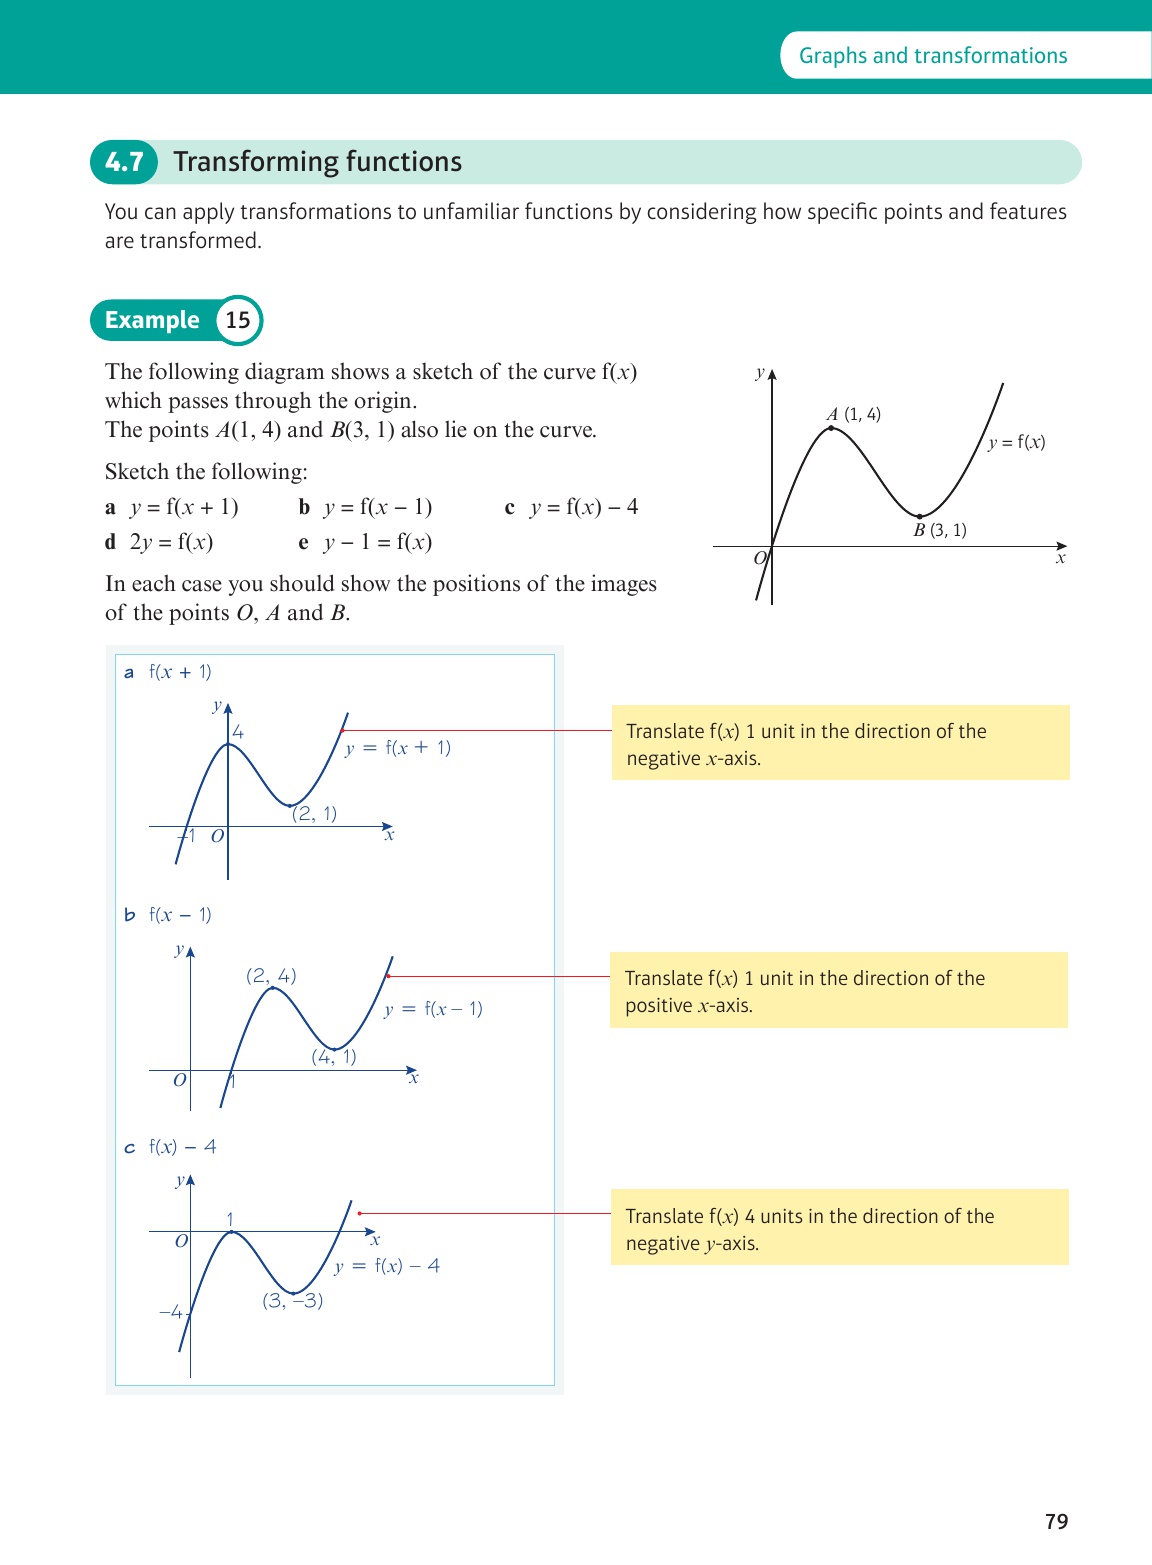 Graphs and transformations
4.7 Transforming functions
You can apply transformations to unfamiliar functions by considering how specific points and features
are transformed.
Example 15
The following diagram shows a sketch of the curve f(x)
which passes through the origin.
The points A(1, 4) and B(3, 1) also lie on the curve.
Sketch the following:
a y = f(x + 1) b y = f(x − 1) c y = f(x) − 4
d 2y = f(x) e y − 1 = f(x)
In each case you should show the positions of the images
of the points O, A and B.
y
A (1, 4)
y = f(x)
B (3, 1)
O
x
a f(x + 1)
y
4
y = f(x + 1)
(2, 1)
−1 O
x
Translate f(x) 1 unit in the direction of the
negative x-axis.
b f(x − 1)
y
(2, 4)
y = f(x − 1)
(4, 1)
O 1
x
Translate f(x) 1 unit in the direction of the
positive x-axis.
c f(x) − 4
y
1
O
x
y = f(x) − 4
(3, −3)
−4
Translate f(x) 4 units in the direction of the
negative y-axis.
79